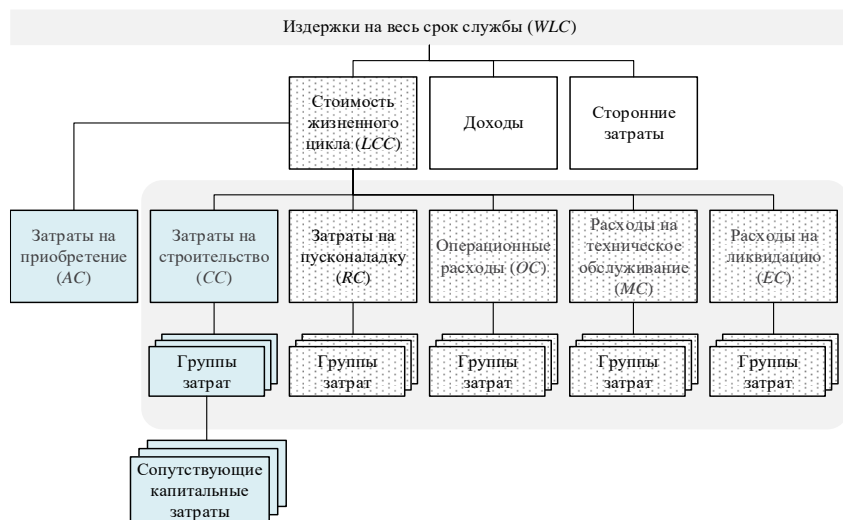 Издержки на весь срок службы (WLC)
Стоимость
жизненного
цикла (LCC)
Доходы
Сторонние
затраты
Затраты на
приобретение
(AC)
Затраты на
строительство
(CC)
Затраты на
пусконаладку
(RC)
Операционные
расходы (OC)
Расходы на
техническое
обслуживание
(MC)
Расходы на
ликвидацию
(EC)
Группы
затрат
Группы
затрат
Группы
затрат
Группы
затрат
Группы
затрат
Сопутствующие
капитальные
затраты